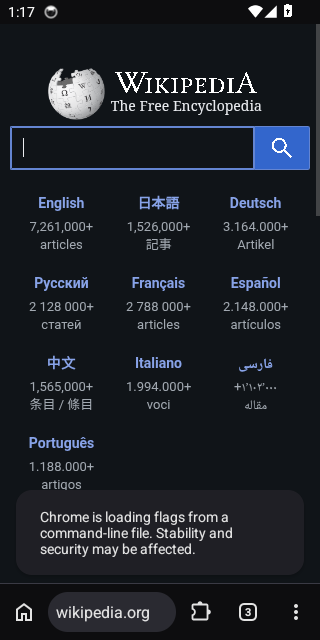 1:17
WIKIPEDIA
The Free Encyclopedia
English
7,261,000+
articles
日本語
1,526,000+
記事
Deutsch
3.164.000+
Artikel
Русский
2 128 000+
статей
Français
2 788 000+
articles
Español
2.148.000+
artículos
中文
1,565,000+
条目 / 條目
Italiano
1.994.000+
voci
فارسی
۱٬۱۰۳٬۰۰۰+
مقاله
Português
1.188.000+
artigos
Chrome is loading flags from a
command-line file. Stability and
security may be affected.
wikipedia.org
3